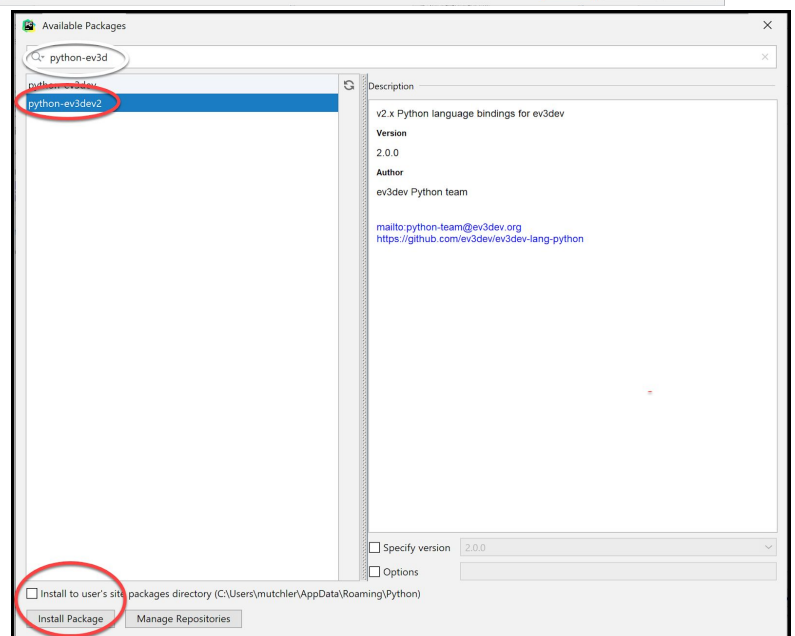 Available Packages
python-ev3d
python-ev3dev
python-ev3dev2
Description
v2.x Python language bindings for ev3dev
Version
2.0.0
Author
ev3dev Python team
mailto:python-team@ev3dev.org
https://github.com/ev3dev/ev3dev-lang-python
Specify version 2.0.0
Options
Install to user's site packages directory (C:\Users\mutchler\AppData\Roaming\Python)
Install Package Manage Repositories